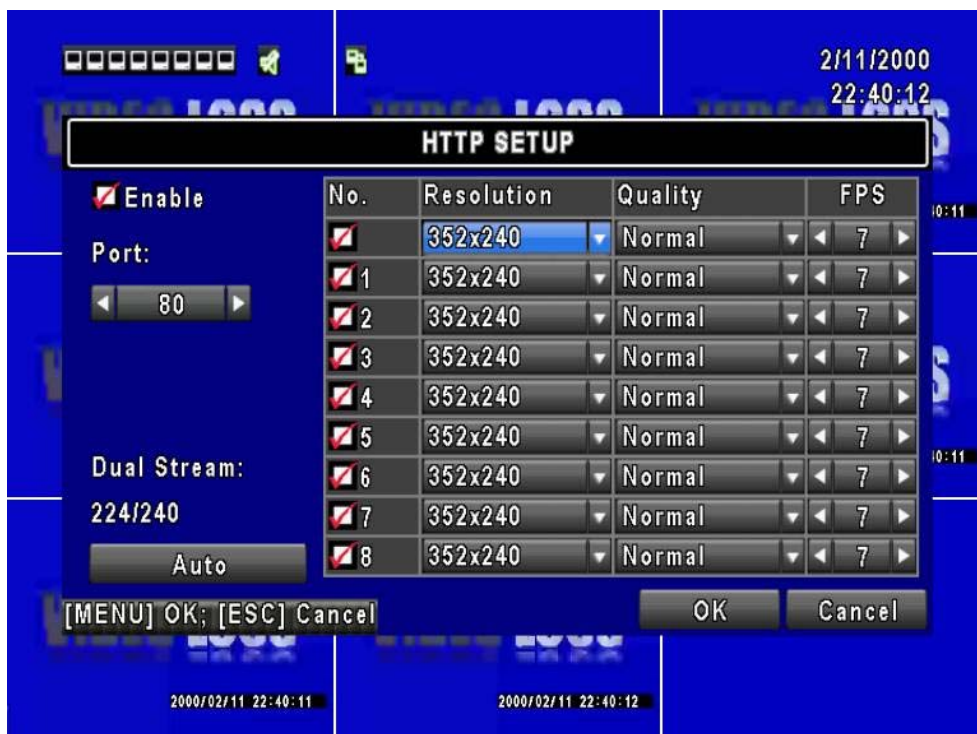 2/11/2000
22:40:12
HTTP SETUP
Enable
Port:
80
Dual Stream:
224/240
Auto
No. Resolution Quality FPS
352x240 Normal 7
1 352x240 Normal 7
2 352x240 Normal 7
3 352x240 Normal 7
4 352x240 Normal 7
5 352x240 Normal 7
6 352x240 Normal 7
7 352x240 Normal 7
8 352x240 Normal 7
[MENU] OK; [ESC] Cancel
OK
Cancel
2000/02/11 22:40:11
2000/02/11 22:40:12